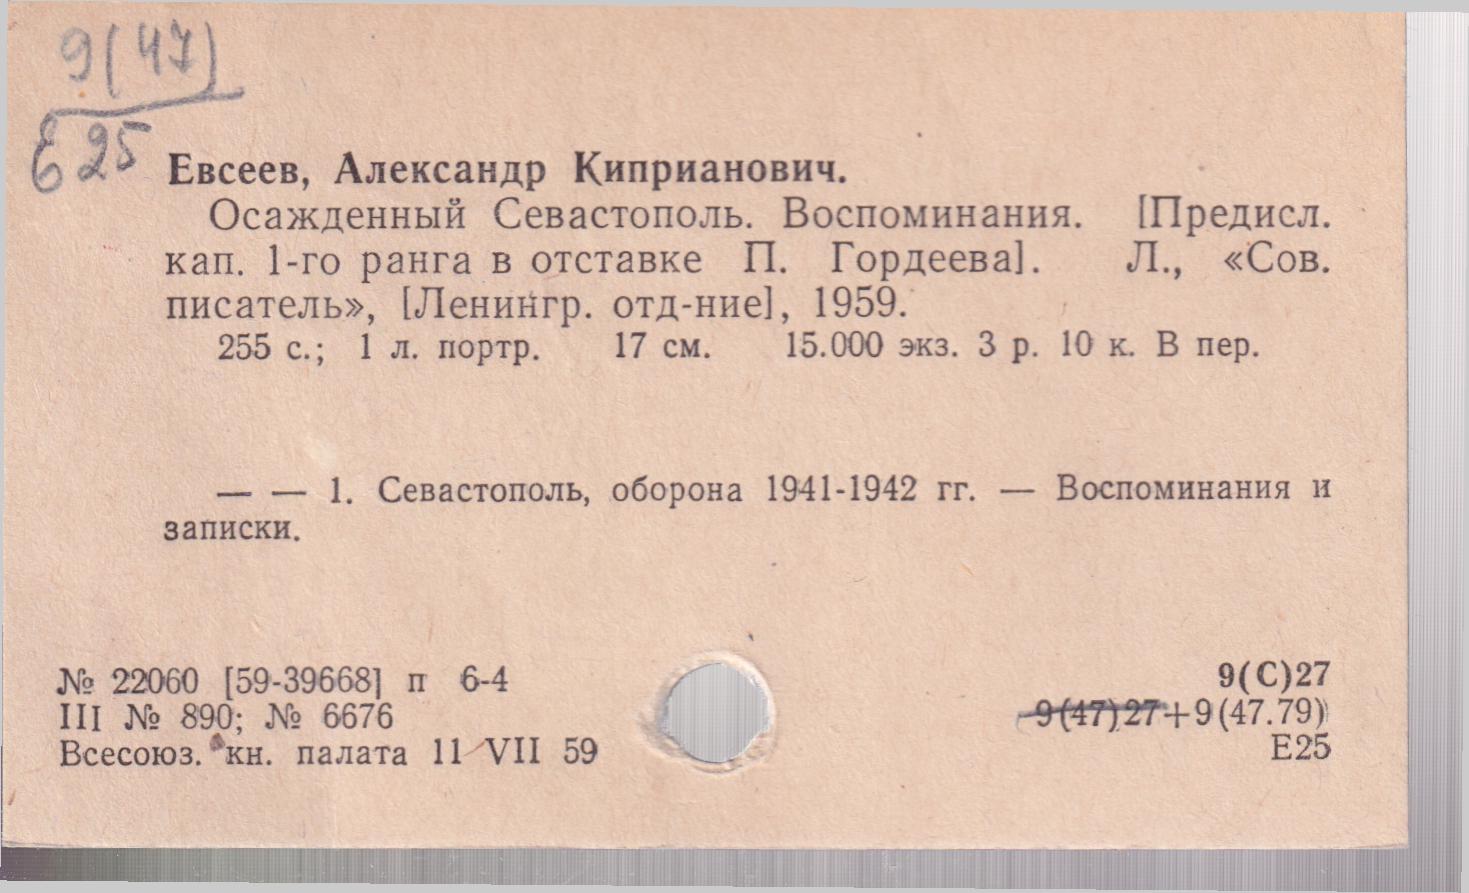 9(47)
Е25
Евсеев, Александр Киприанович.
Осажденный Севастополь. Воспоминания. [Предисл.
кап. 1-го ранга в отставке П. Гордеева]. Л., «Сов.
писатель», [Ленингр. отд-ние], 1959.
255 с.; 1 л. портр. 17 см. 15.000 экз. 3 р. 10 к. В пер.
— — 1. Севастополь, оборона 1941-1942 гг. — Воспоминания и
записки.
№ 22060 [59-39668] п 6-4
III № 890; № 6676
Всесоюз. кн. палата 11 VII 59
9(С)27
9(47)27+9(47.79)
Е25